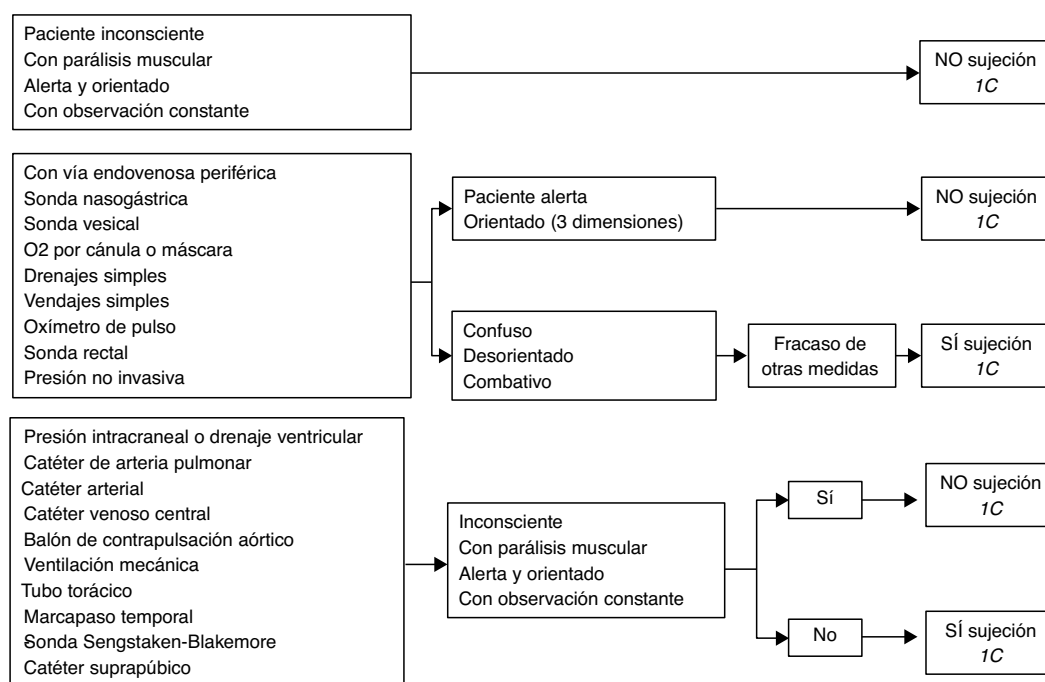 Paciente inconsciente
Con parálisis muscular
Alerta y orientado
Con observación constante
NO sujeción
1C
Con vía endovenosa periférica
Sonda nasogástrica
Sonda vesical
O2 por cánula o máscara
Drenajes simples
Vendajes simples
Oxímetro de pulso
Sonda rectal
Presión no invasiva
Paciente alerta
Orientado (3 dimensiones)
NO sujeción
1C
Confuso
Desorientado
Combativo
Fracaso de
otras medidas
SÍ sujeción
1C
Presión intracraneal o drenaje ventricular
Catéter de arteria pulmonar
Catéter arterial
Catéter venoso central
Balón de contrapulsación aórtico
Ventilación mecánica
Tubo torácico
Marcapaso temporal
Sonda Sengstaken-Blakemore
Catéter suprapúbico
Inconsciente
Con parálisis muscular
Alerta y orientado
Con observación constante
Sí
NO sujeción
1C
No
SÍ sujeción
1C